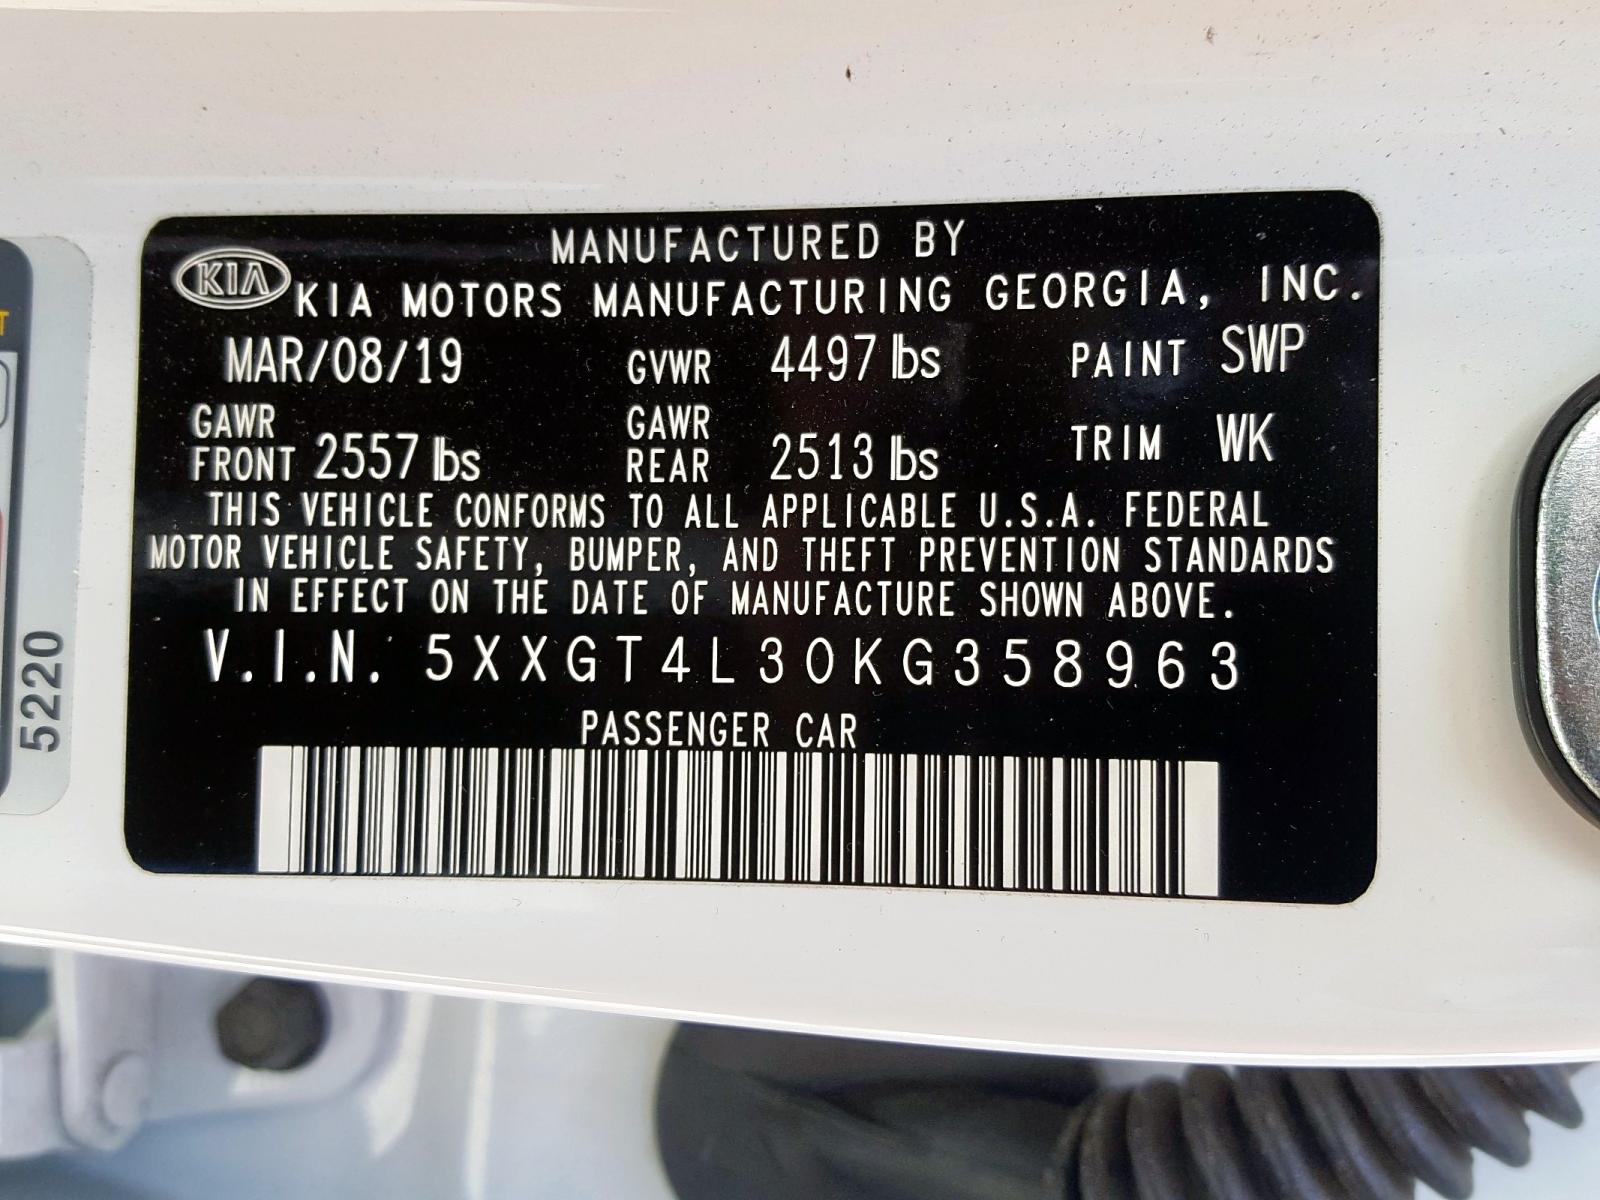 MANUFACTURED BY
KIA
KIA MOTORS MANUFACTURING GEORGIA, INC.
MAR/08/19 GVWR 4497 lbs PAINT SWP
GAWR FRONT 2557 lbs GAWR REAR 2513 lbs TRIM WK
THIS VEHICLE CONFORMS TO ALL APPLICABLE U.S.A. FEDERAL
MOTOR VEHICLE SAFETY, BUMPER, AND THEFT PREVENTION STANDARDS
IN EFFECT ON THE DATE OF MANUFACTURE SHOWN ABOVE.
V.I.N. 5XXGT4L30KG358963
PASSENGER CAR
5220